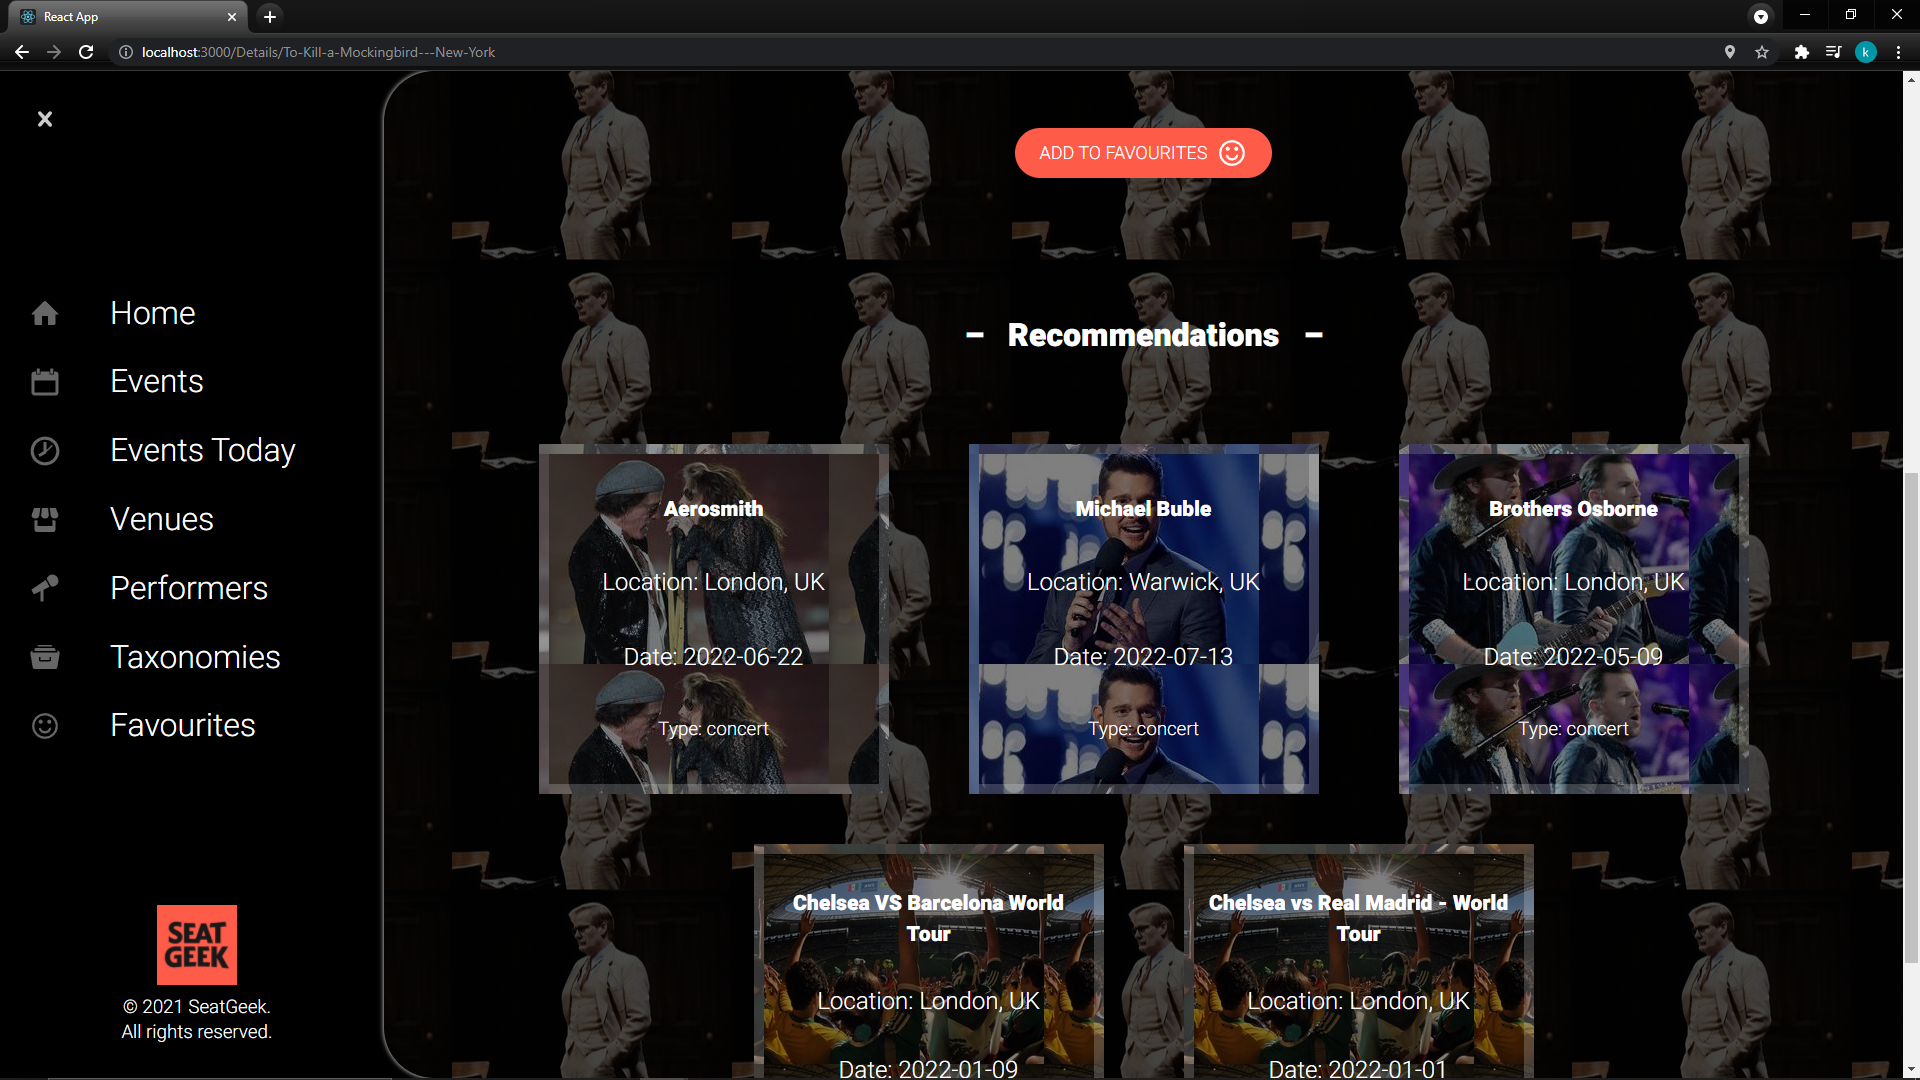 React App
localhost:3000/Details/To-Kill-a-Mockingbird---New-York
k
ADD TO FAVOURITES
Home
Events
Events Today
Venues
Performers
Taxonomies
Favourites
SEAT
GEEK
© 2021 SeatGeek.
All rights reserved.
– Recommendations –
Aerosmith
Location: London, UK
Date: 2022-06-22
Type: concert
Michael Buble
Location: Warwick, UK
Date: 2022-07-13
Type: concert
Brothers Osborne
Location: London, UK
Date: 2022-05-09
Type: concert
Chelsea VS Barcelona World
Tour
Location: London, UK
Date: 2022-01-09
Chelsea vs Real Madrid - World
Tour
Location: London, UK
Date: 2022-01-01